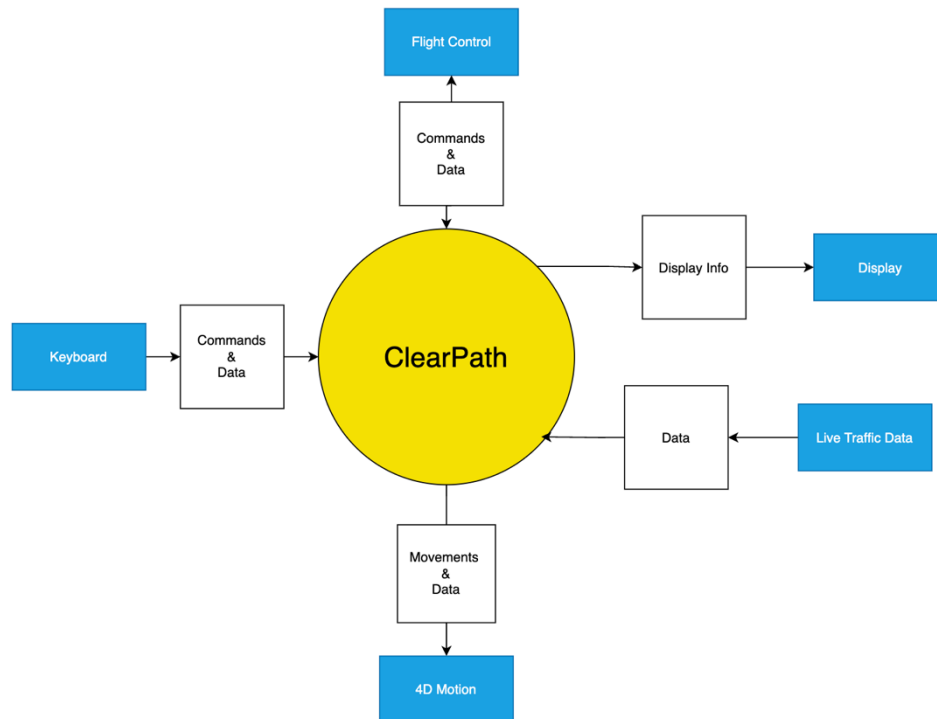 Flight Control
Commands
&
Data
Display Info
Display
Keyboard
Commands
&
Data
ClearPath
Data
Live Traffic Data
Movements
&
Data
4D Motion